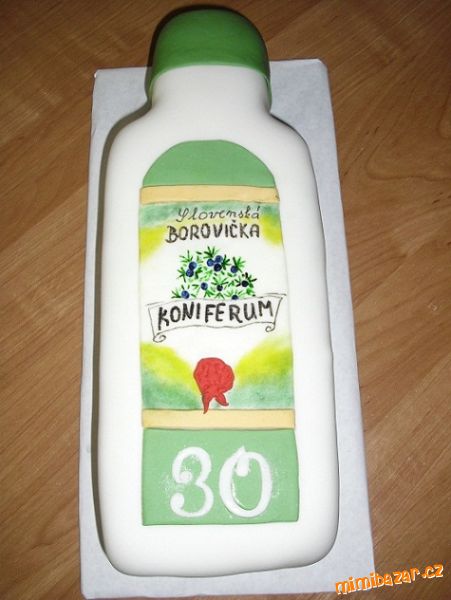 Slovenská
BOROVIČKA
KONIFERUM
30
mimibazar.cz